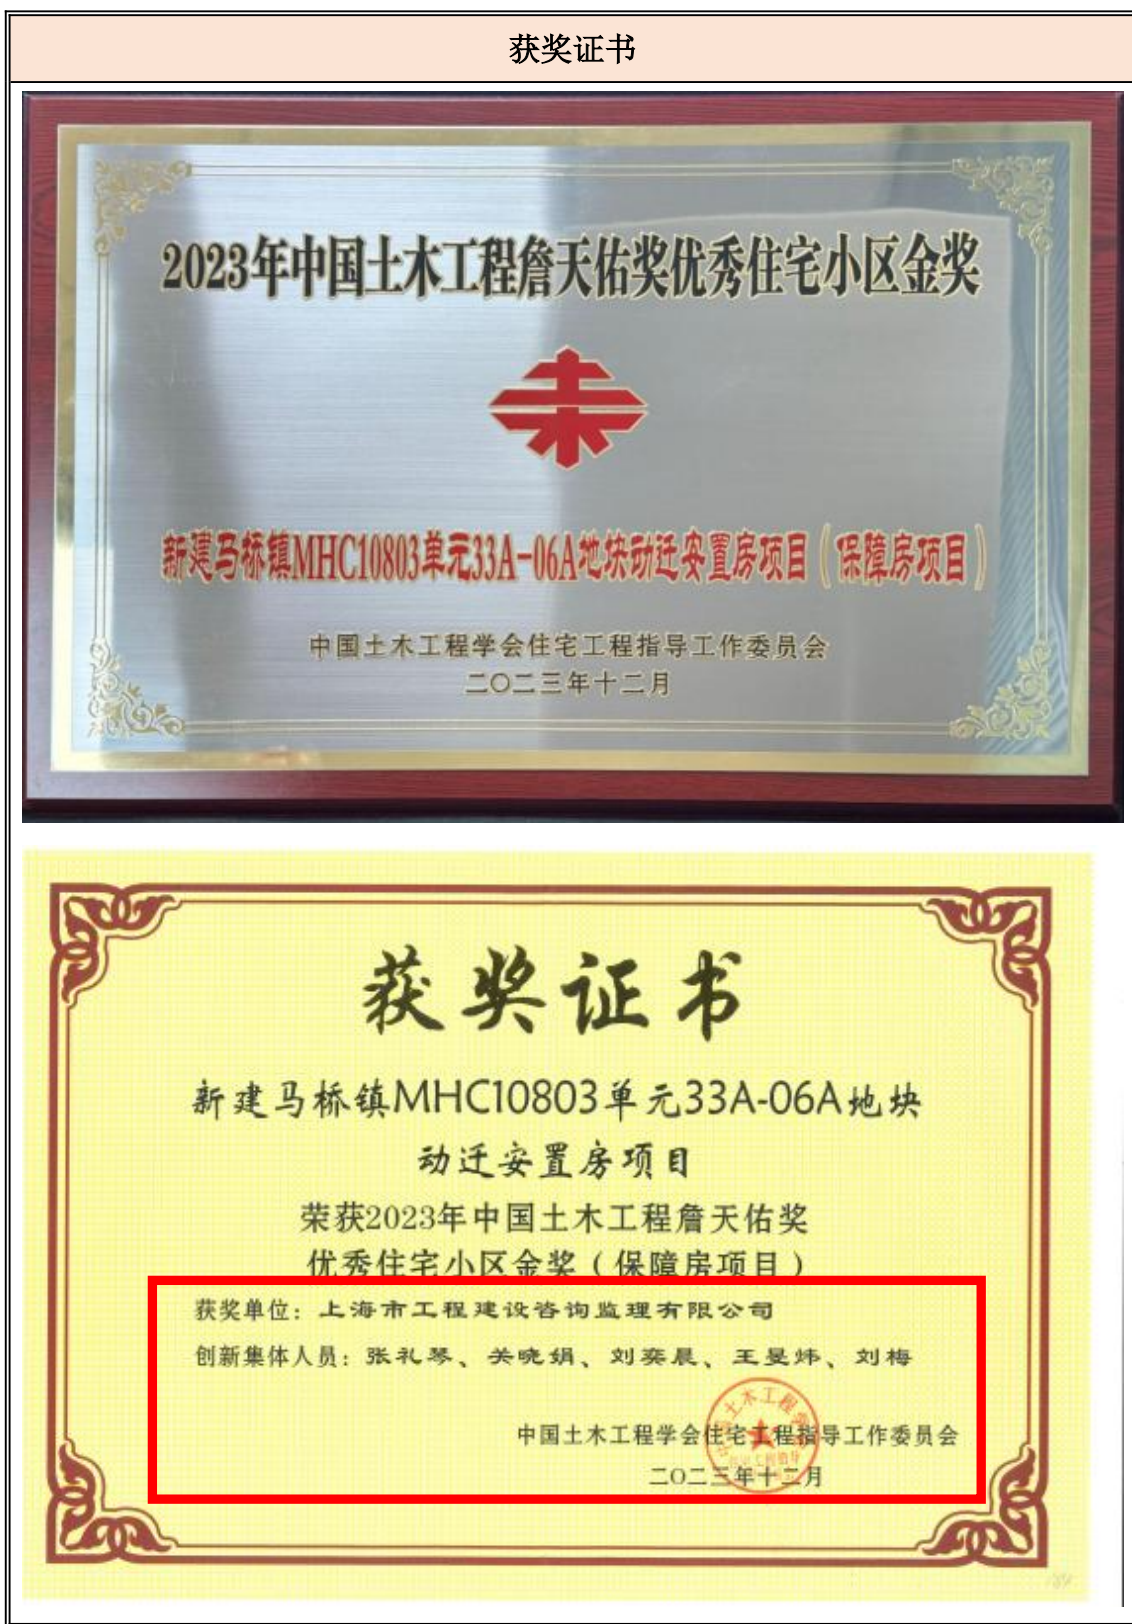 获奖证书
2023年中国土木工程詹天佑奖优秀住宅小区金奖
新建马桥镇MHC10803单元33A-06A地块动迁安置房项目（保障房项目）
中国土木工程学会住宅工程指导工作委员会
二〇二三年十二月
获奖证书
新建马桥镇MHC10803单元33A-06A地块
动迁安置房项目
荣获2023年中国土木工程詹天佑奖
优秀住宅小区金奖（保障房项目）
获奖单位：上海市工程建设咨询监理有限公司
创新集体人员：张礼琴、关晓娟、刘奕晨、王旻炜、刘梅
中国土木工程学会住宅工程指导工作委员会
二〇二三年十二月